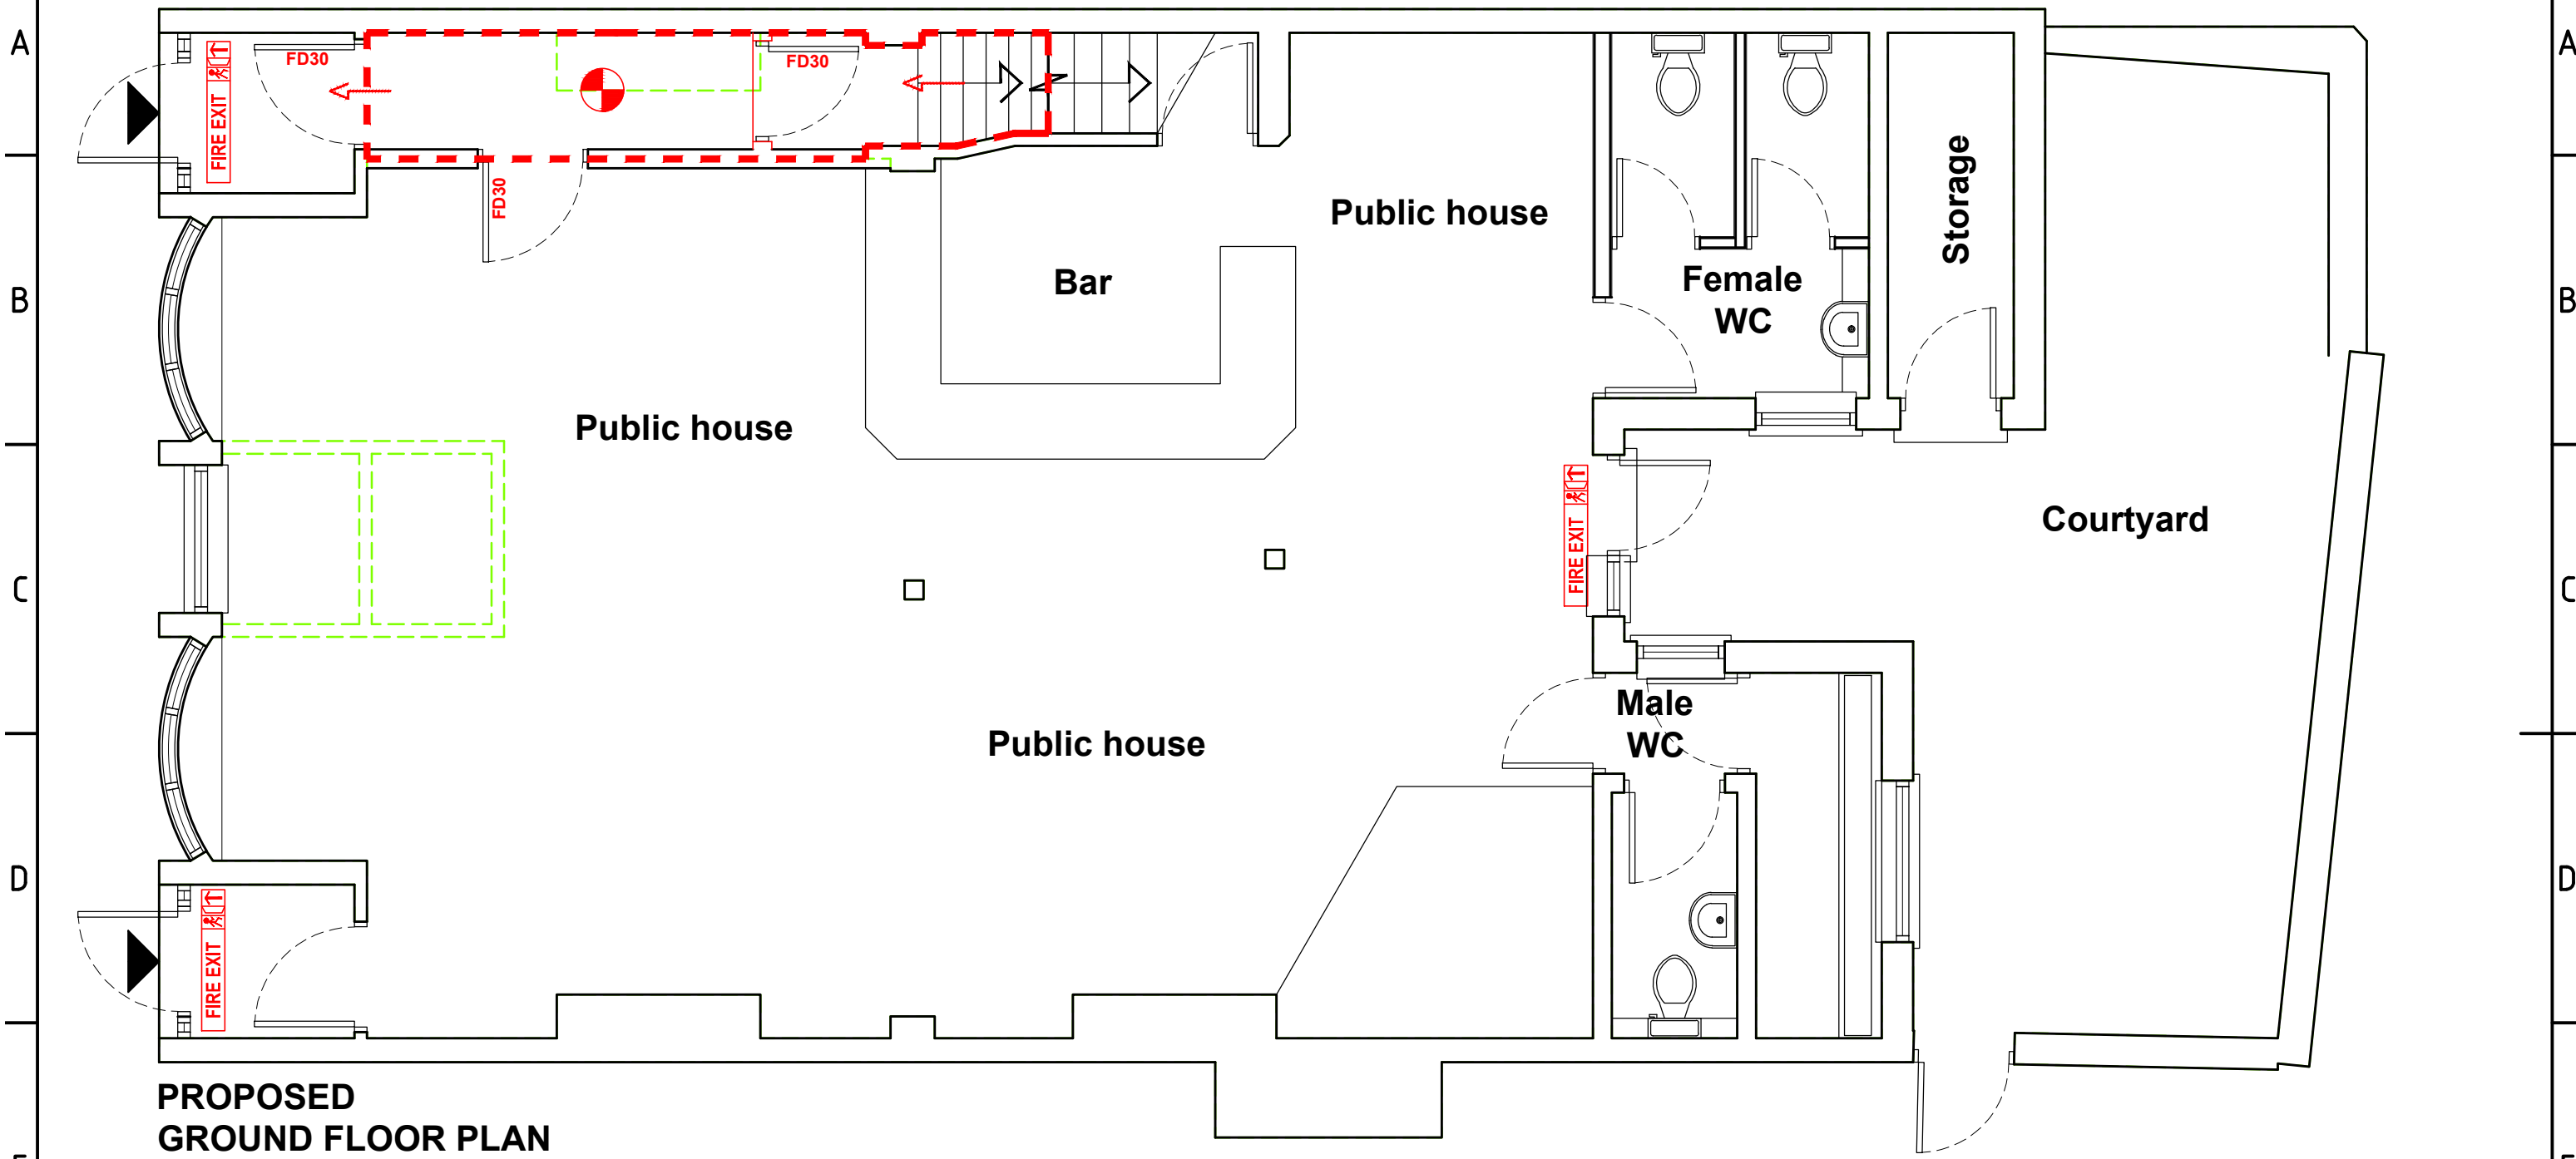 A
A
FD30
FD30
FIRE EXIT
FD30
Public house
Storage
Bar
Female
WC
B
B
Public house
FIRE EXIT
Courtyard
C
C
Male
WC
Public house
D
D
FIRE EXIT
PROPOSED
GROUND FLOOR PLAN